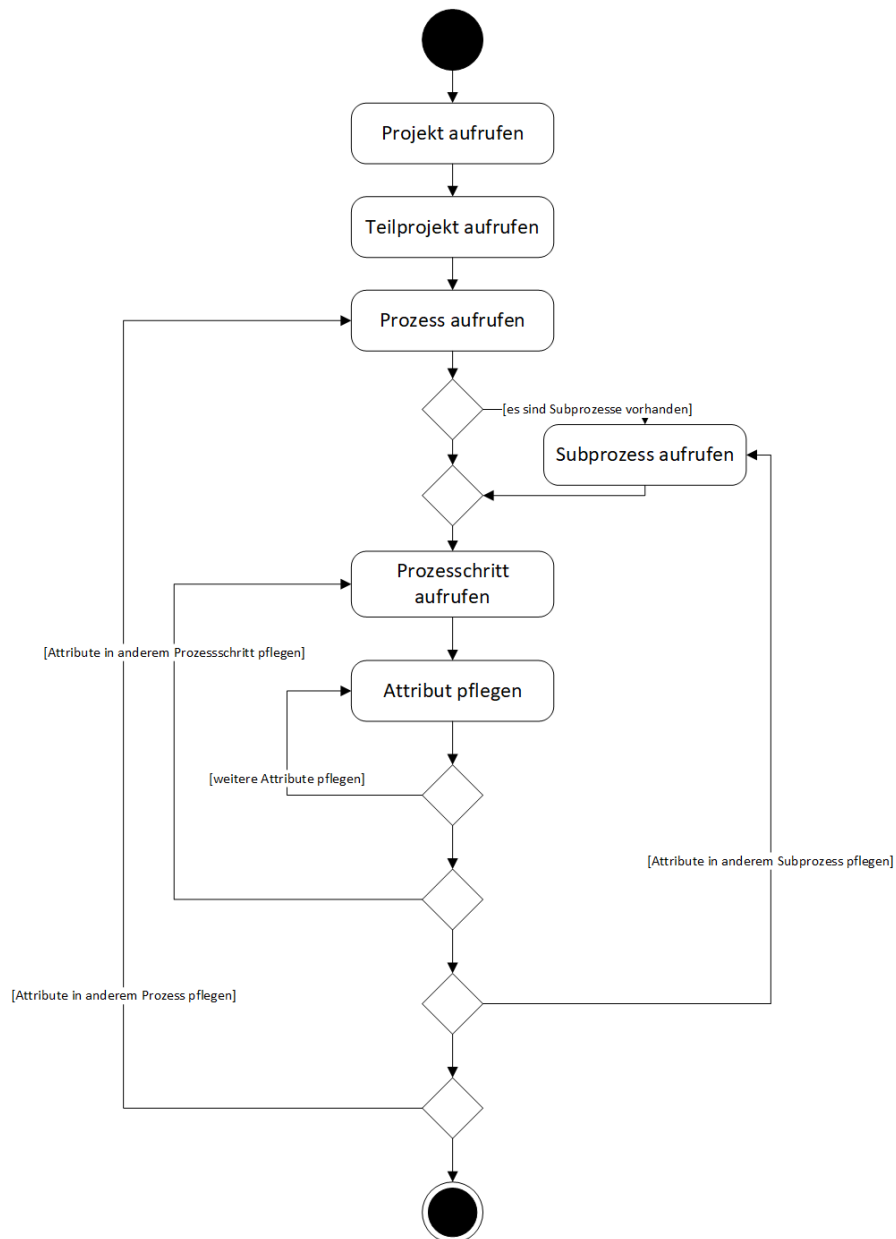 Projekt aufrufen
Teilprojekt aufrufen
Prozess aufrufen
[es sind Subprozesse vorhanden]
Subprozess aufrufen
Prozesschritt
aufrufen
[Attribute in anderem Prozessschritt pflegen]
Attribut pflegen
[weitere Attribute pflegen]
[Attribute in anderem Subprozess pflegen]
[Attribute in anderem Prozess pflegen]